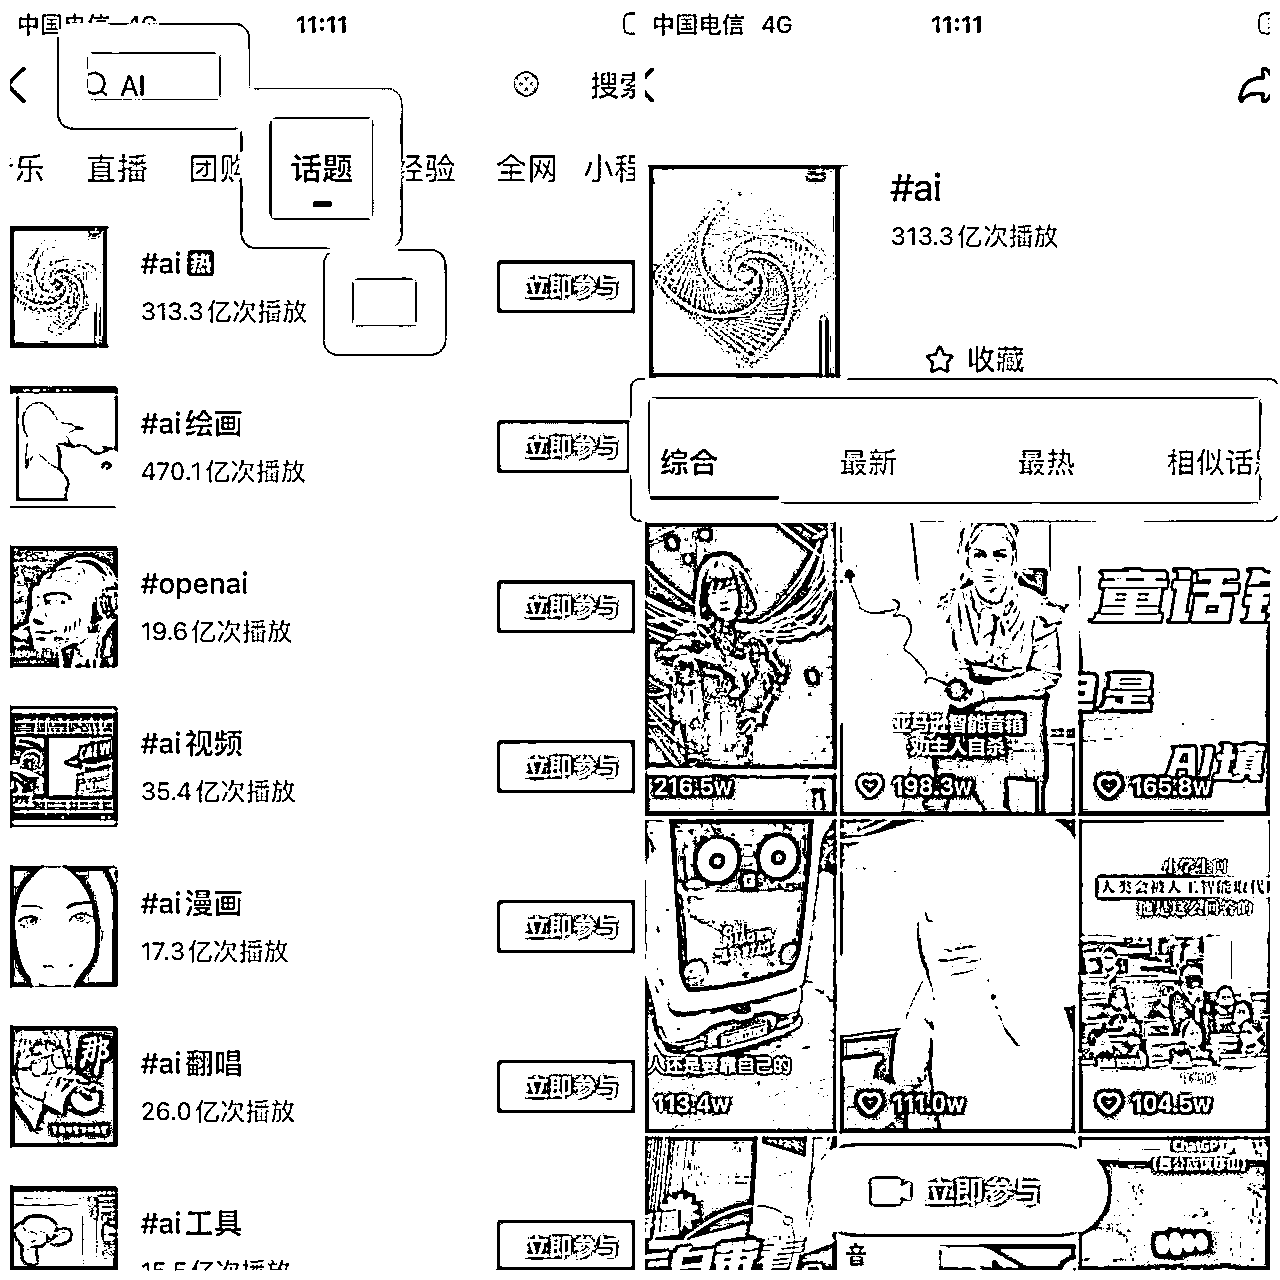 中国电信 4G 11:11
AI
搜索
直播 团购 话题 经验 全网 小程
#ai 热
313.3亿次播放
立即参与
#ai绘画
470.1亿次播放
立即参与
#openai
19.6亿次播放
立即参与
#ai视频
35.4亿次播放
立即参与
#ai漫画
17.3亿次播放
立即参与
#ai翻唱
26.0亿次播放
立即参与
#ai工具
立即参与
中国电信 4G 11:11
#ai
313.3亿次播放
收藏
综合 最新 最热 相似话题
童话镇
但是
AI填
亚马逊智能音箱
劝主人自杀
216.5w 198.3w 165.8w
小学生问
人类会被人工智能取代
他是这么回答的
人还是要靠自己的
113.4w 111.0w 104.5w
ChatGPT
立即参与
音